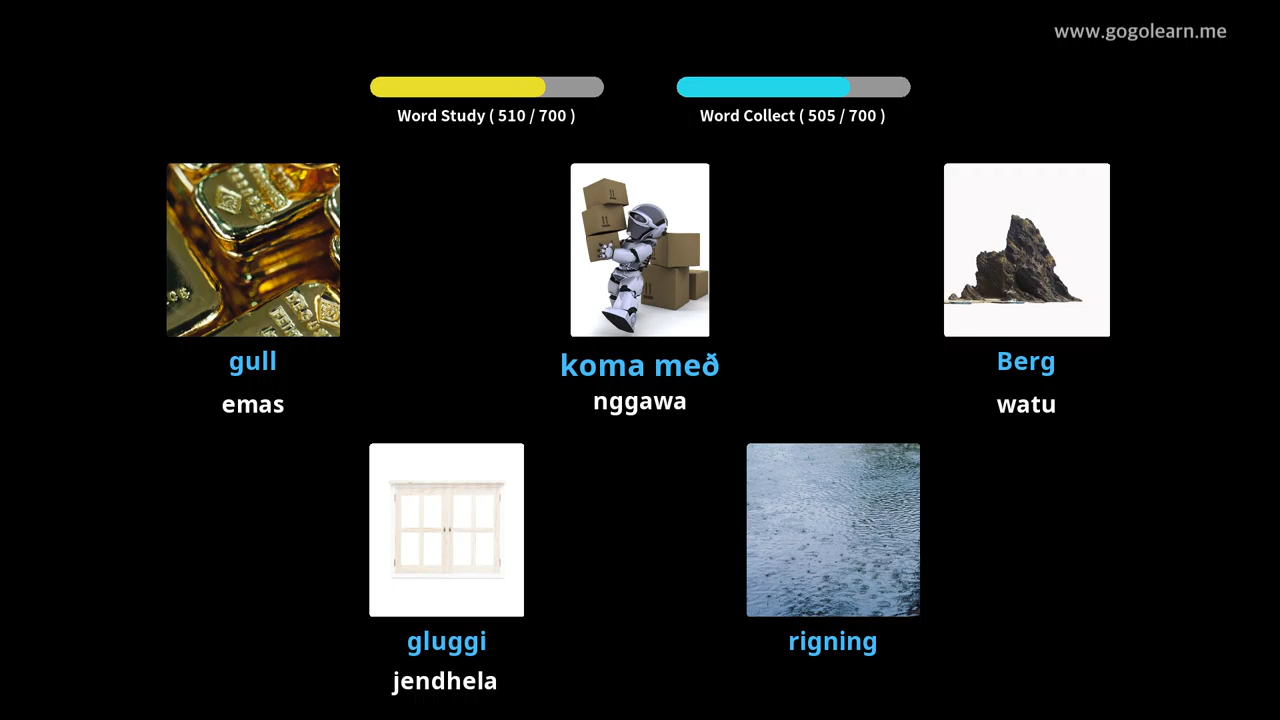 www.gogolearn.me
Word Study ( 510 / 700 )
Word Collect ( 505 / 700 )
gull
emas
koma með
nggawa
Berg
watu
gluggi
jendhela
rigning